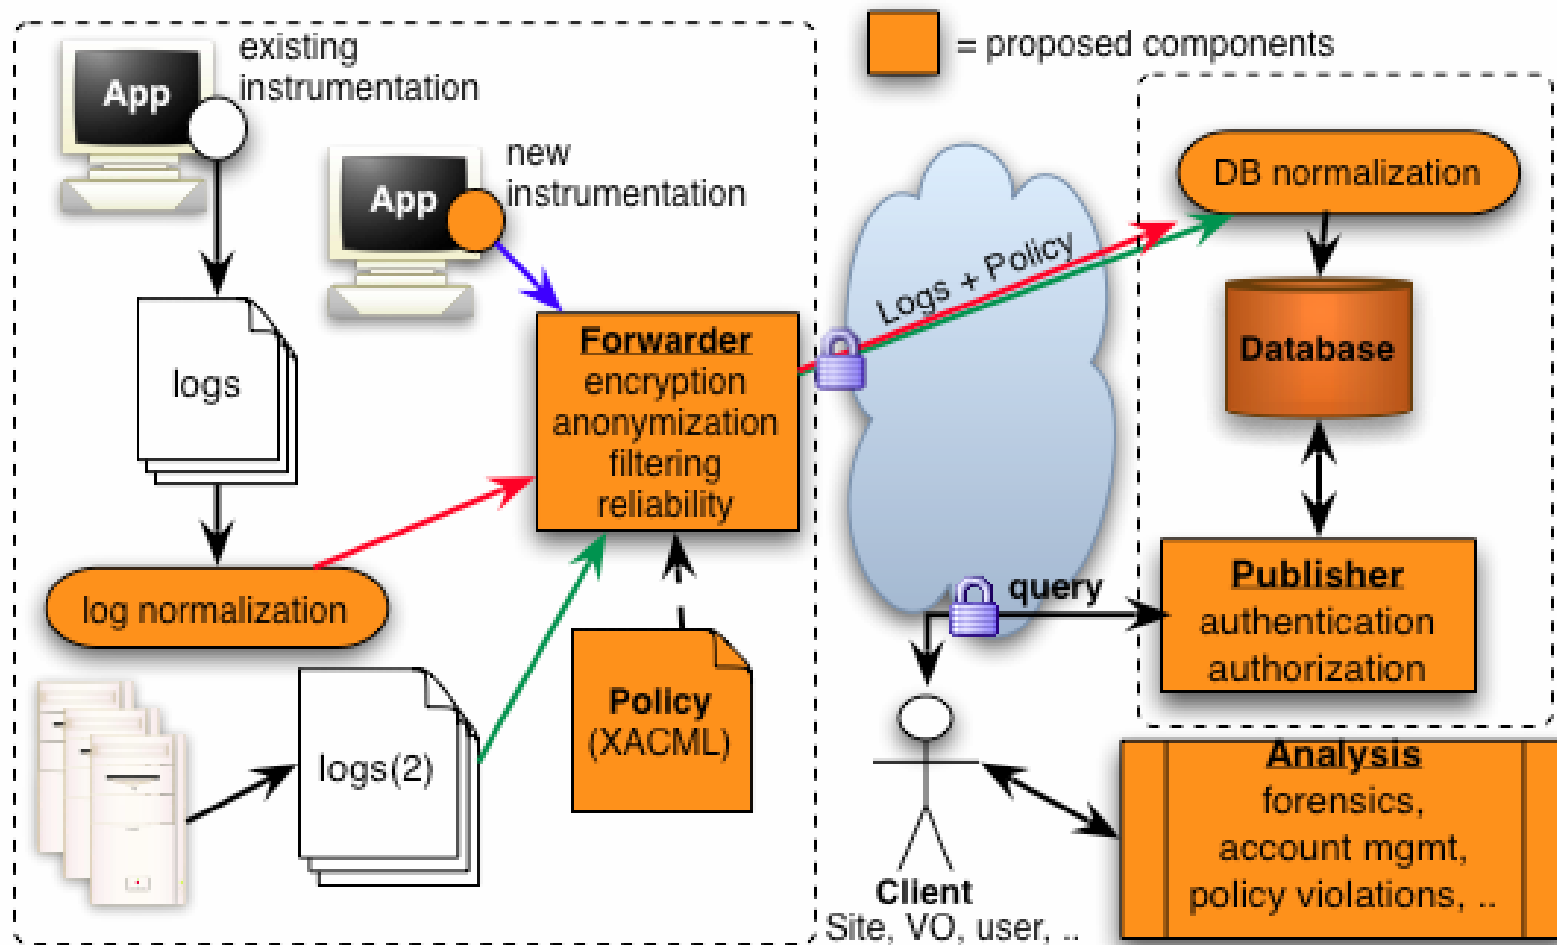 existing
instrumentation
App
= proposed components
new
instrumentation
App
DB normalization
Logs + Policy
logs
Forwarder
encryption
anonymization
filtering
reliability
Database
log normalization
query
Publisher
authentication
authorization
Policy
(XACML)
logs(2)
Analysis
forensics,
account mgmt,
policy violations, ..
Client
Site, VO, user, ..